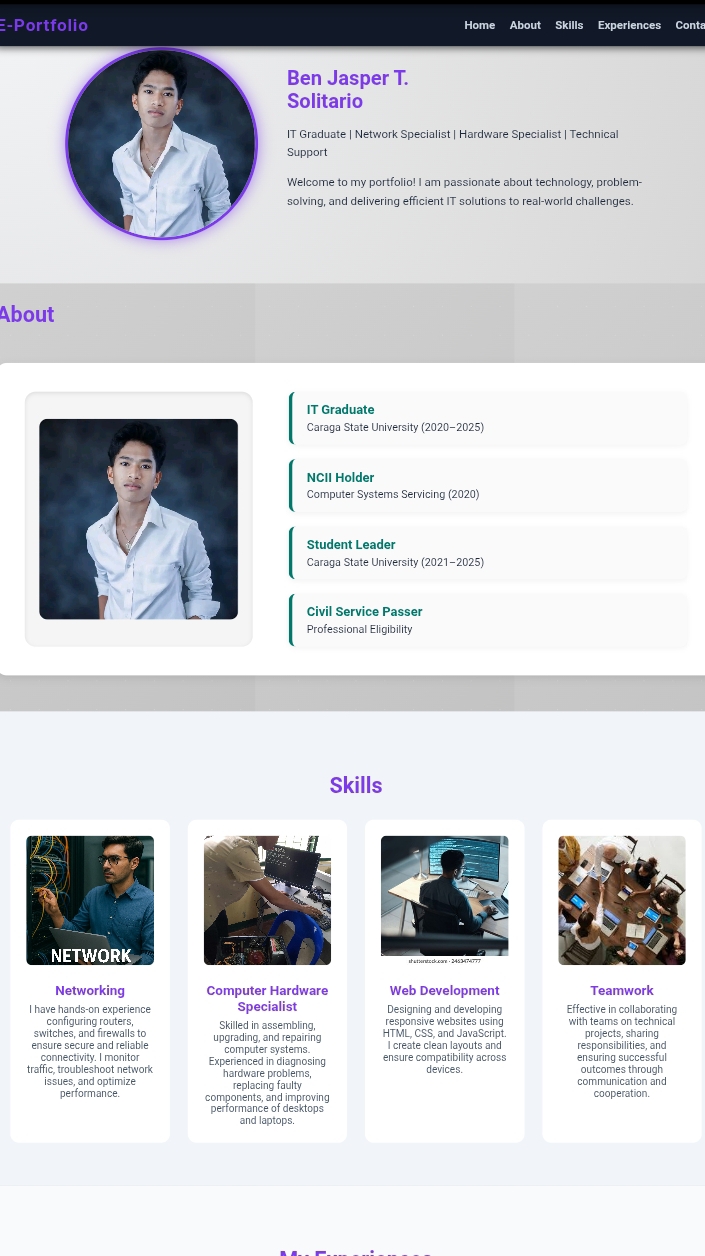 E-Portfolio
Home About Skills Experiences Conta
Ben Jasper T.
Solitario
IT Graduate | Network Specialist | Hardware Specialist | Technical
Support
Welcome to my portfolio! I am passionate about technology, problem-
solving, and delivering efficient IT solutions to real-world challenges.
About
IT Graduate
Caraga State University (2020–2025)
NCII Holder
Computer Systems Servicing (2020)
Student Leader
Caraga State University (2021–2025)
Civil Service Passer
Professional Eligibility
Skills
NETWORK
Networking
I have hands-on experience
configuring routers,
switches, and firewalls to
ensure secure and reliable
connectivity. I monitor
traffic, troubleshoot network
issues, and optimize
performance.
Computer Hardware
Specialist
Skilled in assembling,
upgrading, and repairing
computer systems.
Experienced in diagnosing
hardware problems,
replacing faulty
components, and improving
performance of desktops
and laptops.
shutterstock.com · 2463474777
Web Development
Designing and developing
responsive websites using
HTML, CSS, and JavaScript.
I create clean layouts and
ensure compatibility across
devices.
Teamwork
Effective in collaborating
with teams on technical
projects, sharing
responsibilities, and
ensuring successful
outcomes through
communication and
cooperation.
My Experiences